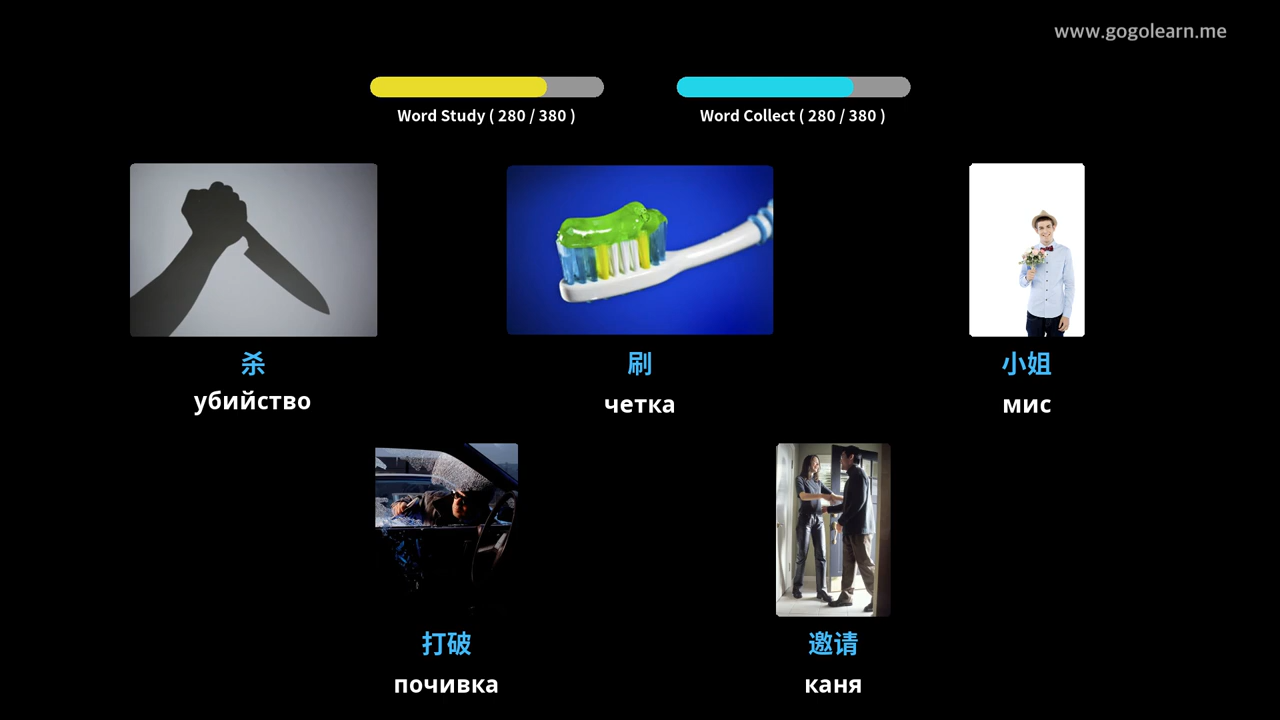 www.gogolearn.me
Word Study ( 280 / 380 )
Word Collect ( 280 / 380 )
杀
убийство
刷
четка
小姐
мис
打破
почивка
邀请
каня